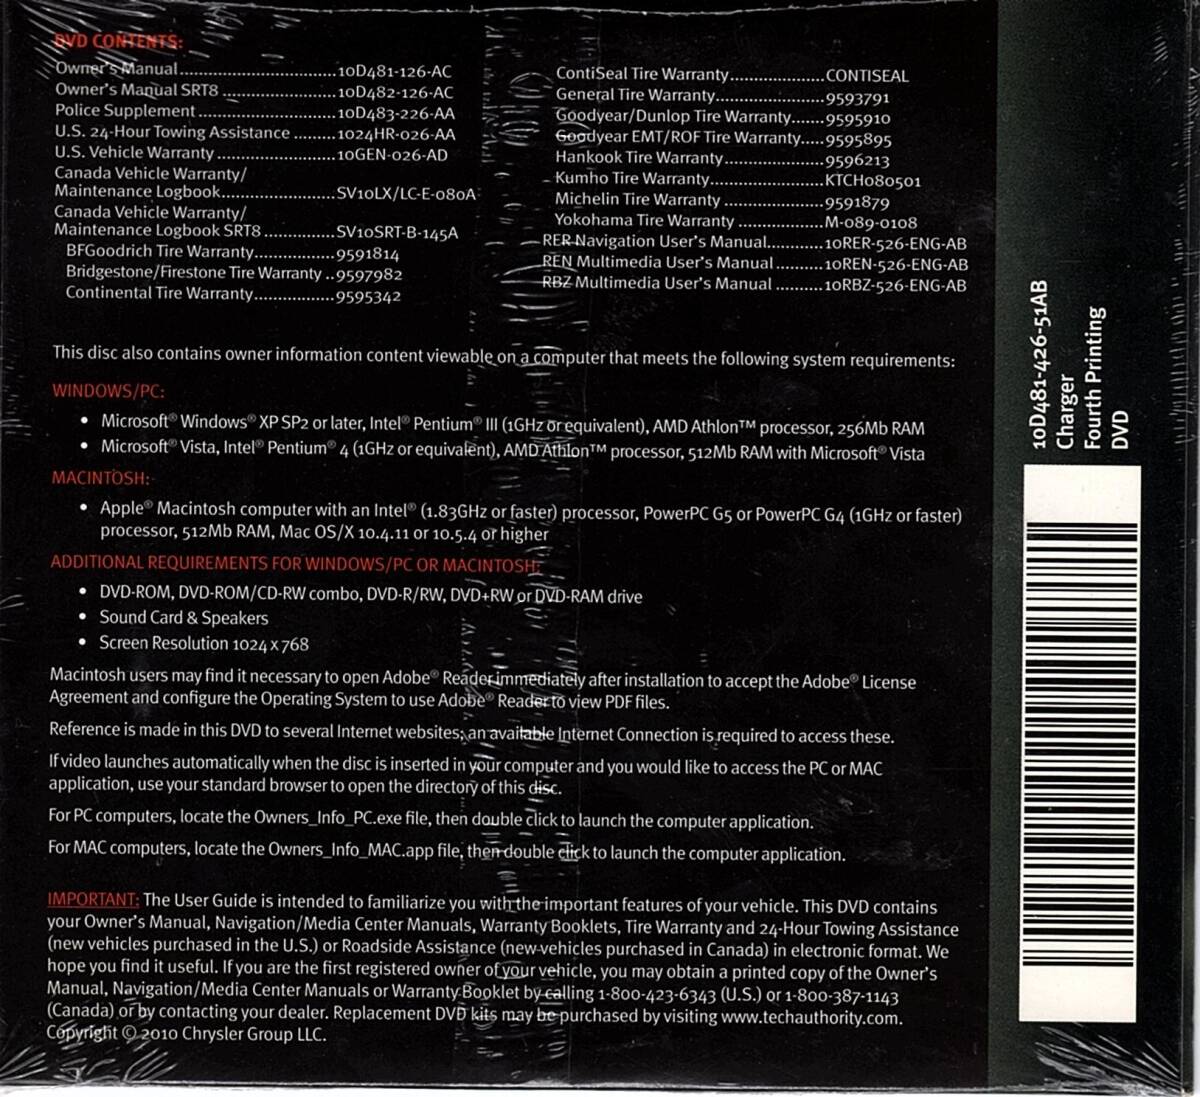 DVD CONTENTS:
Owner's Manual..............................10D481-126-AC
Owner's Manual SRT8 ......................10D482-126-AC
Police Supplement...........................10D483-226-AA
U.S. 24-Hour Towing Assistance ........1024HR-026-AA
U.S. Vehicle Warranty .......................10GEN-026-AD
Canada Vehicle Warranty/
Maintenance Logbook.......................SV10LX/LC-E-080A
Canada Vehicle Warranty/
Maintenance Logbook SRT8..............SV10SRT-B-145A
BFGoodrich Tire Warranty................9591814
Bridgestone/Firestone Tire Warranty ..9597982
Continental Tire Warranty................9595342
ContiSeal Tire Warranty...................CONTISEAL
General Tire Warranty......................9593791
Goodyear/Dunlop Tire Warranty.......9595910
Goodyear EMT/ROF Tire Warranty.....9595895
Hankook Tire Warranty....................9596213
Kumho Tire Warranty.......................KTCH080501
Michelin Tire Warranty ....................9591879
Yokohama Tire Warranty .................M-089-0108
RER Navigation User's Manual...........10RER-526-ENG-AB
REN Multimedia User's Manual ..........10REN-526-ENG-AB
RBZ Multimedia User's Manual ..........10RBZ-526-ENG-AB
This disc also contains owner information content viewable on a computer that meets the following system requirements:
WINDOWS/PC:
• Microsoft® Windows® XP SP2 or later, Intel® Pentium® III (1GHz or equivalent), AMD Athlon™ processor, 256Mb RAM
• Microsoft® Vista, Intel® Pentium® 4 (1GHz or equivalent), AMD Athlon™ processor, 512Mb RAM with Microsoft® Vista
MACINTOSH:
• Apple® Macintosh computer with an Intel® (1.83GHz or faster) processor, PowerPC G5 or PowerPC G4 (1GHz or faster)
processor, 512Mb RAM, Mac OS/X 10.4.11 or 10.5.4 or higher
ADDITIONAL REQUIREMENTS FOR WINDOWS/PC OR MACINTOSH:
• DVD-ROM, DVD-ROM/CD-RW combo, DVD-R/RW, DVD+RW or DVD-RAM drive
• Sound Card & Speakers
• Screen Resolution 1024 x 768
Macintosh users may find it necessary to open Adobe® Reader immediately after installation to accept the Adobe® License
Agreement and configure the Operating System to use Adobe® Reader to view PDF files.
Reference is made in this DVD to several Internet websites; an available Internet Connection is required to access these.
If video launches automatically when the disc is inserted in your computer and you would like to access the PC or MAC
application, use your standard browser to open the directory of this disc.
For PC computers, locate the Owners_Info_PC.exe file, then double click to launch the computer application.
For MAC computers, locate the Owners_Info_MAC.app file, then double click to launch the computer application.
IMPORTANT: The User Guide is intended to familiarize you with the important features of your vehicle. This DVD contains
your Owner's Manual, Navigation/Media Center Manuals, Warranty Booklets, Tire Warranty and 24-Hour Towing Assistance
(new vehicles purchased in the U.S.) or Roadside Assistance (new vehicles purchased in Canada) in electronic format. We
hope you find it useful. If you are the first registered owner of your vehicle, you may obtain a printed copy of the Owner's
Manual, Navigation/Media Center Manuals or Warranty Booklet by calling 1-800-423-6343 (U.S.) or 1-800-387-1143
(Canada) or by contacting your dealer. Replacement DVD kits may be purchased by visiting www.techauthority.com.
Copyright © 2010 Chrysler Group LLC.
10D481-426-51AB
Charger
Fourth Printing
DVD